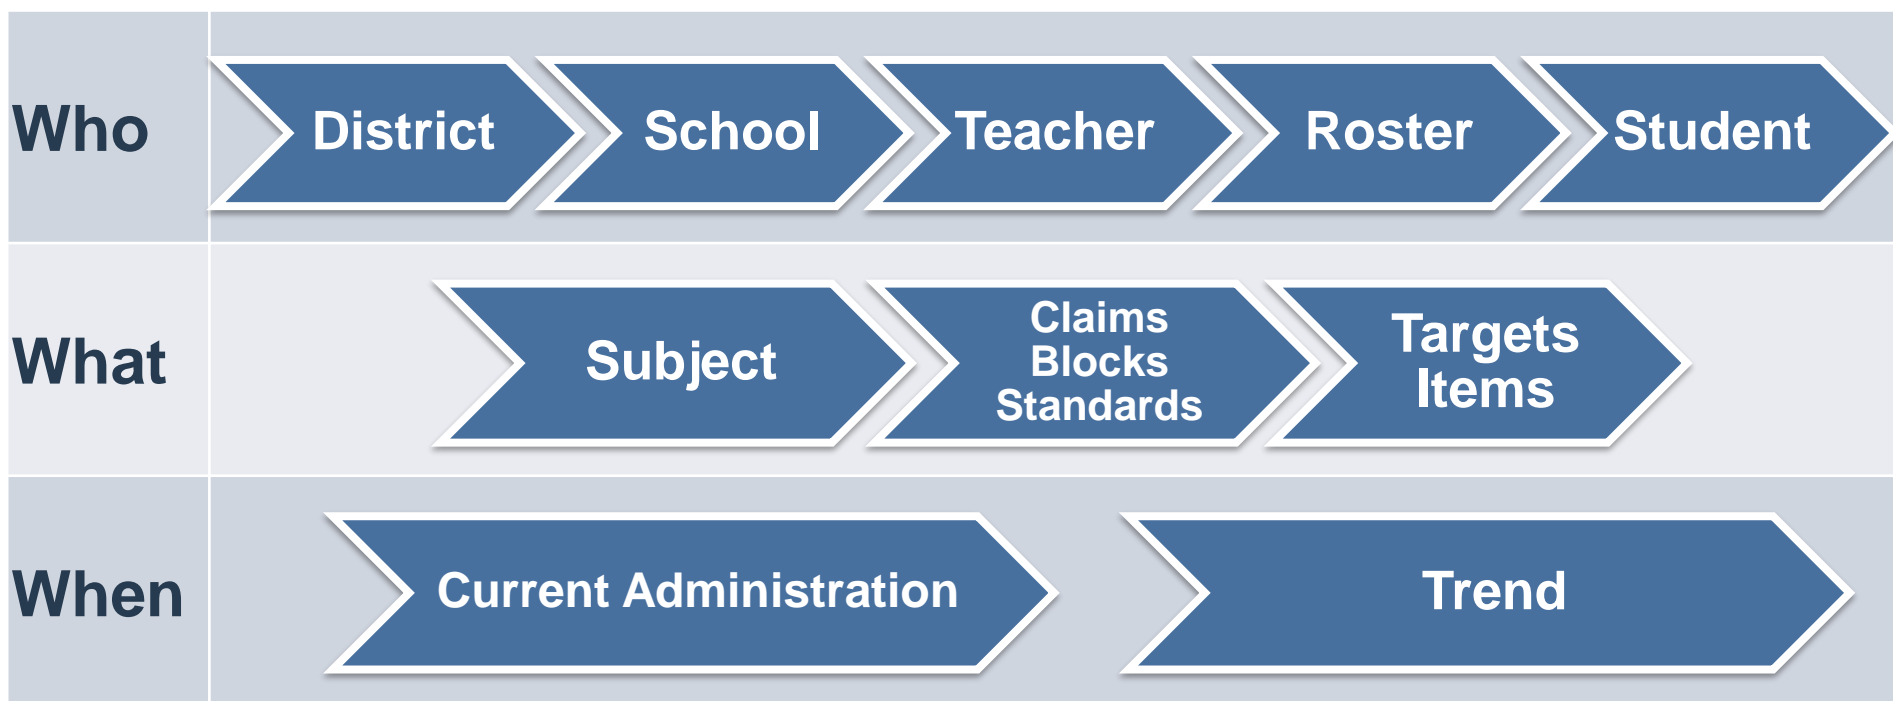 Who
District
School
Teacher
Roster
Student
What
Subject
Claims
Blocks
Standards
Targets
Items
When
Current Administration
Trend